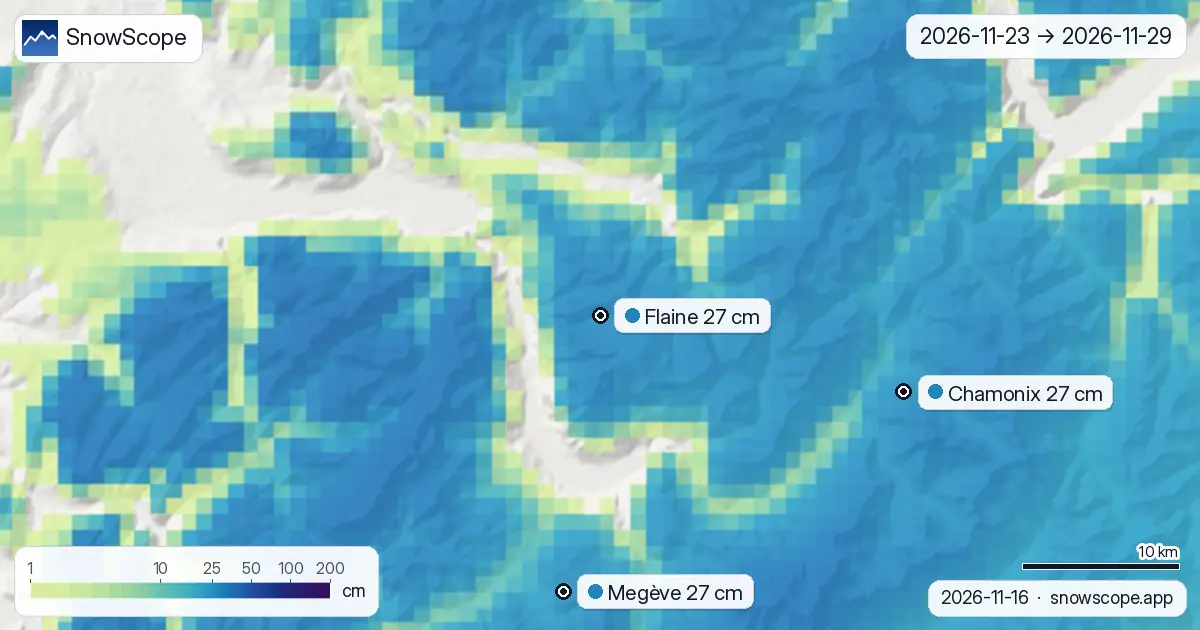 SnowScope
2026-11-23 → 2026-11-29
Flaine 27 cm
Chamonix 27 cm
Megève 27 cm
1 10 25 50 100 200
cm
10 km
2026-11-16 · snowscope.app